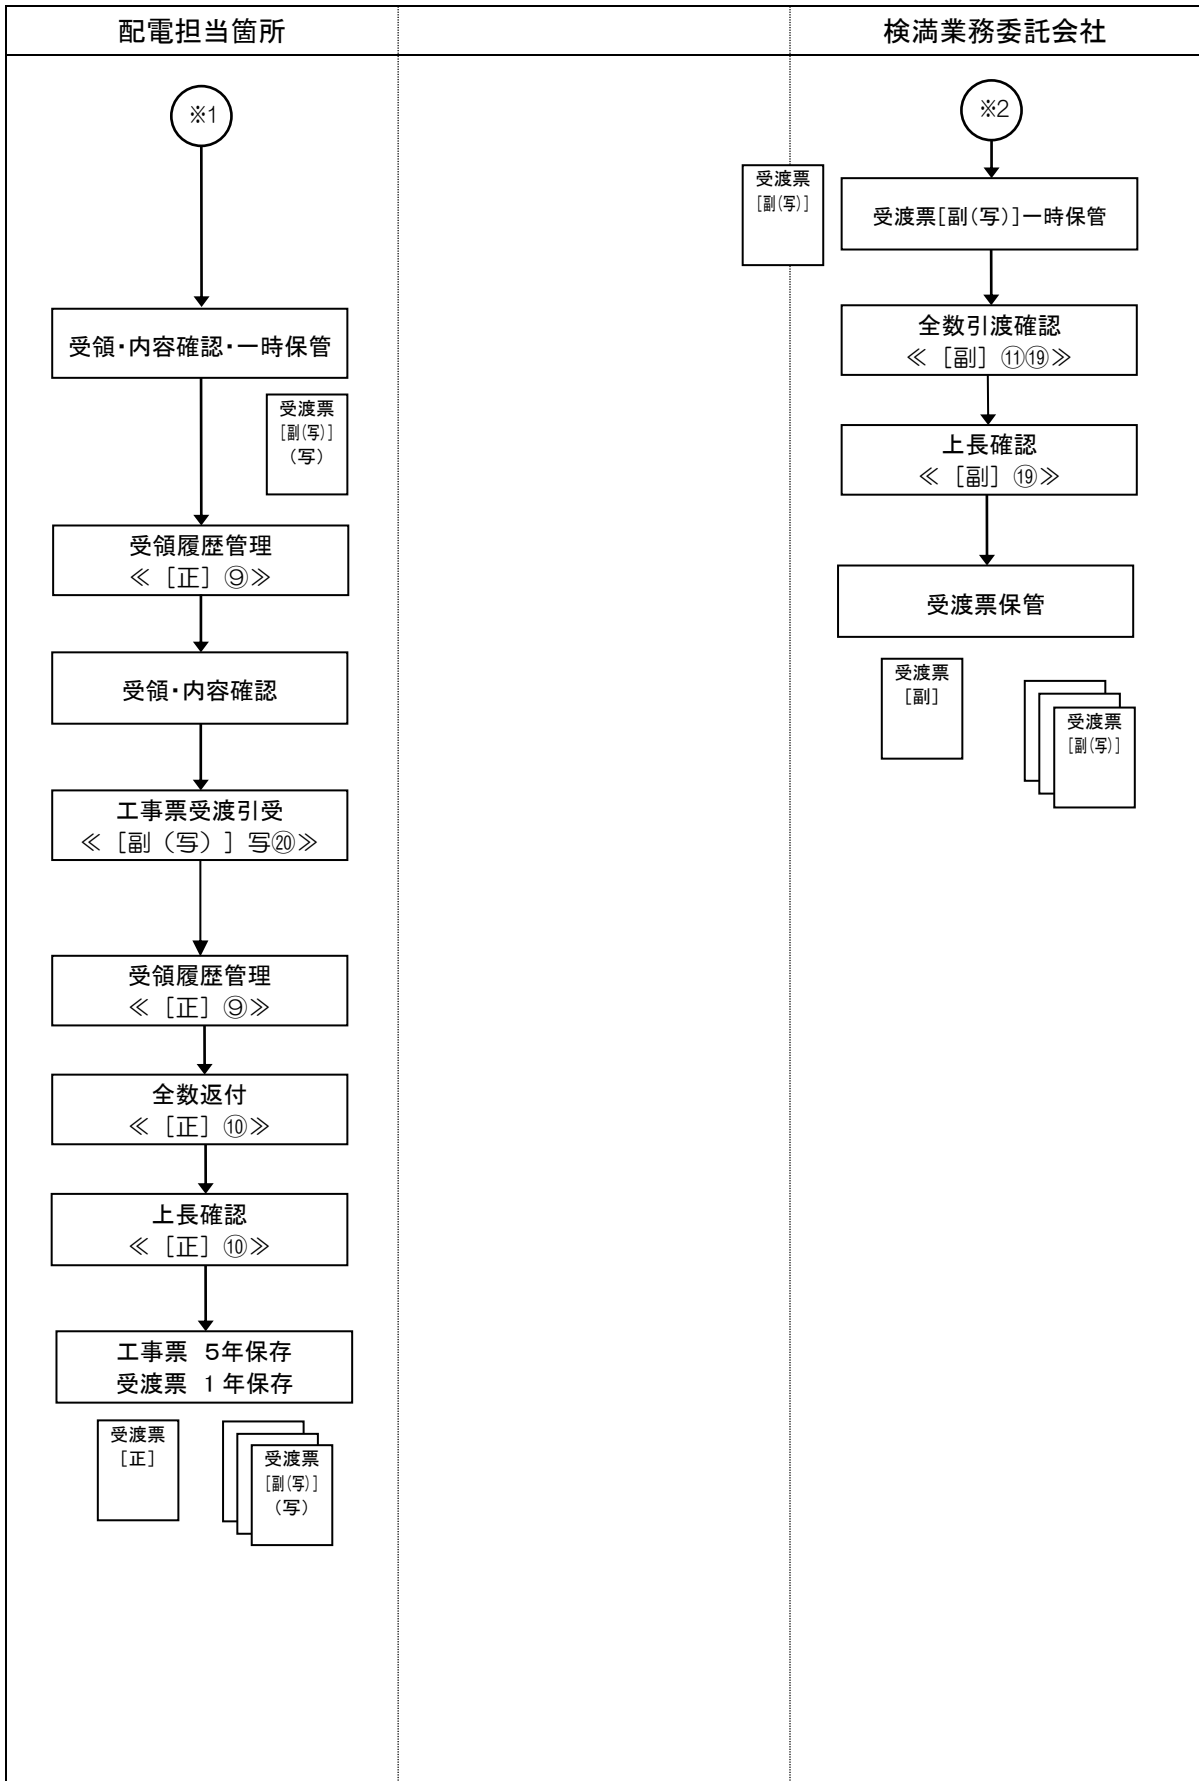 配電担当箇所
検満業務委託会社
※1
受領・内容確認・一時保管
受渡票
[副(写)]
(写)
受領履歴管理
≪ [正] ⑨≫
受領・内容確認
工事票受渡引受
≪ [副(写)] 写⑳≫
受領履歴管理
≪ [正] ⑨≫
全数返付
≪ [正] ⑩≫
上長確認
≪ [正] ⑩≫
工事票 5年保存
受渡票 1年保存
受渡票
[正]
受渡票
[副(写)]
(写)
※2
受渡票
[副(写)]
受渡票[副(写)]一時保管
全数引渡確認
≪ [副] ⑪⑲≫
上長確認
≪ [副] ⑲≫
受渡票保管
受渡票
[副]
受渡票
[副(写)]